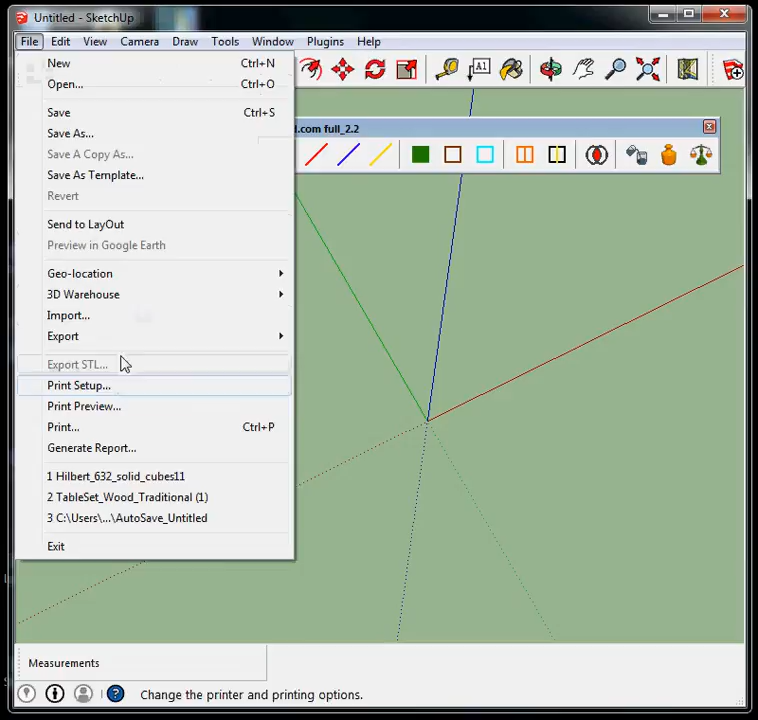 Untitled - SketchUp
File Edit View Camera Draw Tools Window Plugins Help
A1
New Ctrl+N
Open... Ctrl+O
Save Ctrl+S
Save As...
Save A Copy As...
Save As Template...
Revert
Send to LayOut
Preview in Google Earth
Geo-location
3D Warehouse
Import...
Export
Export STL...
Print Setup...
Print Preview...
Print... Ctrl+P
Generate Report...
1 Hilbert_632_solid_cubes11
2 TableSet_Wood_Traditional (1)
3 C:\Users\...\AutoSave_Untitled
Exit
d.com full_2.2
Measurements
Change the printer and printing options.